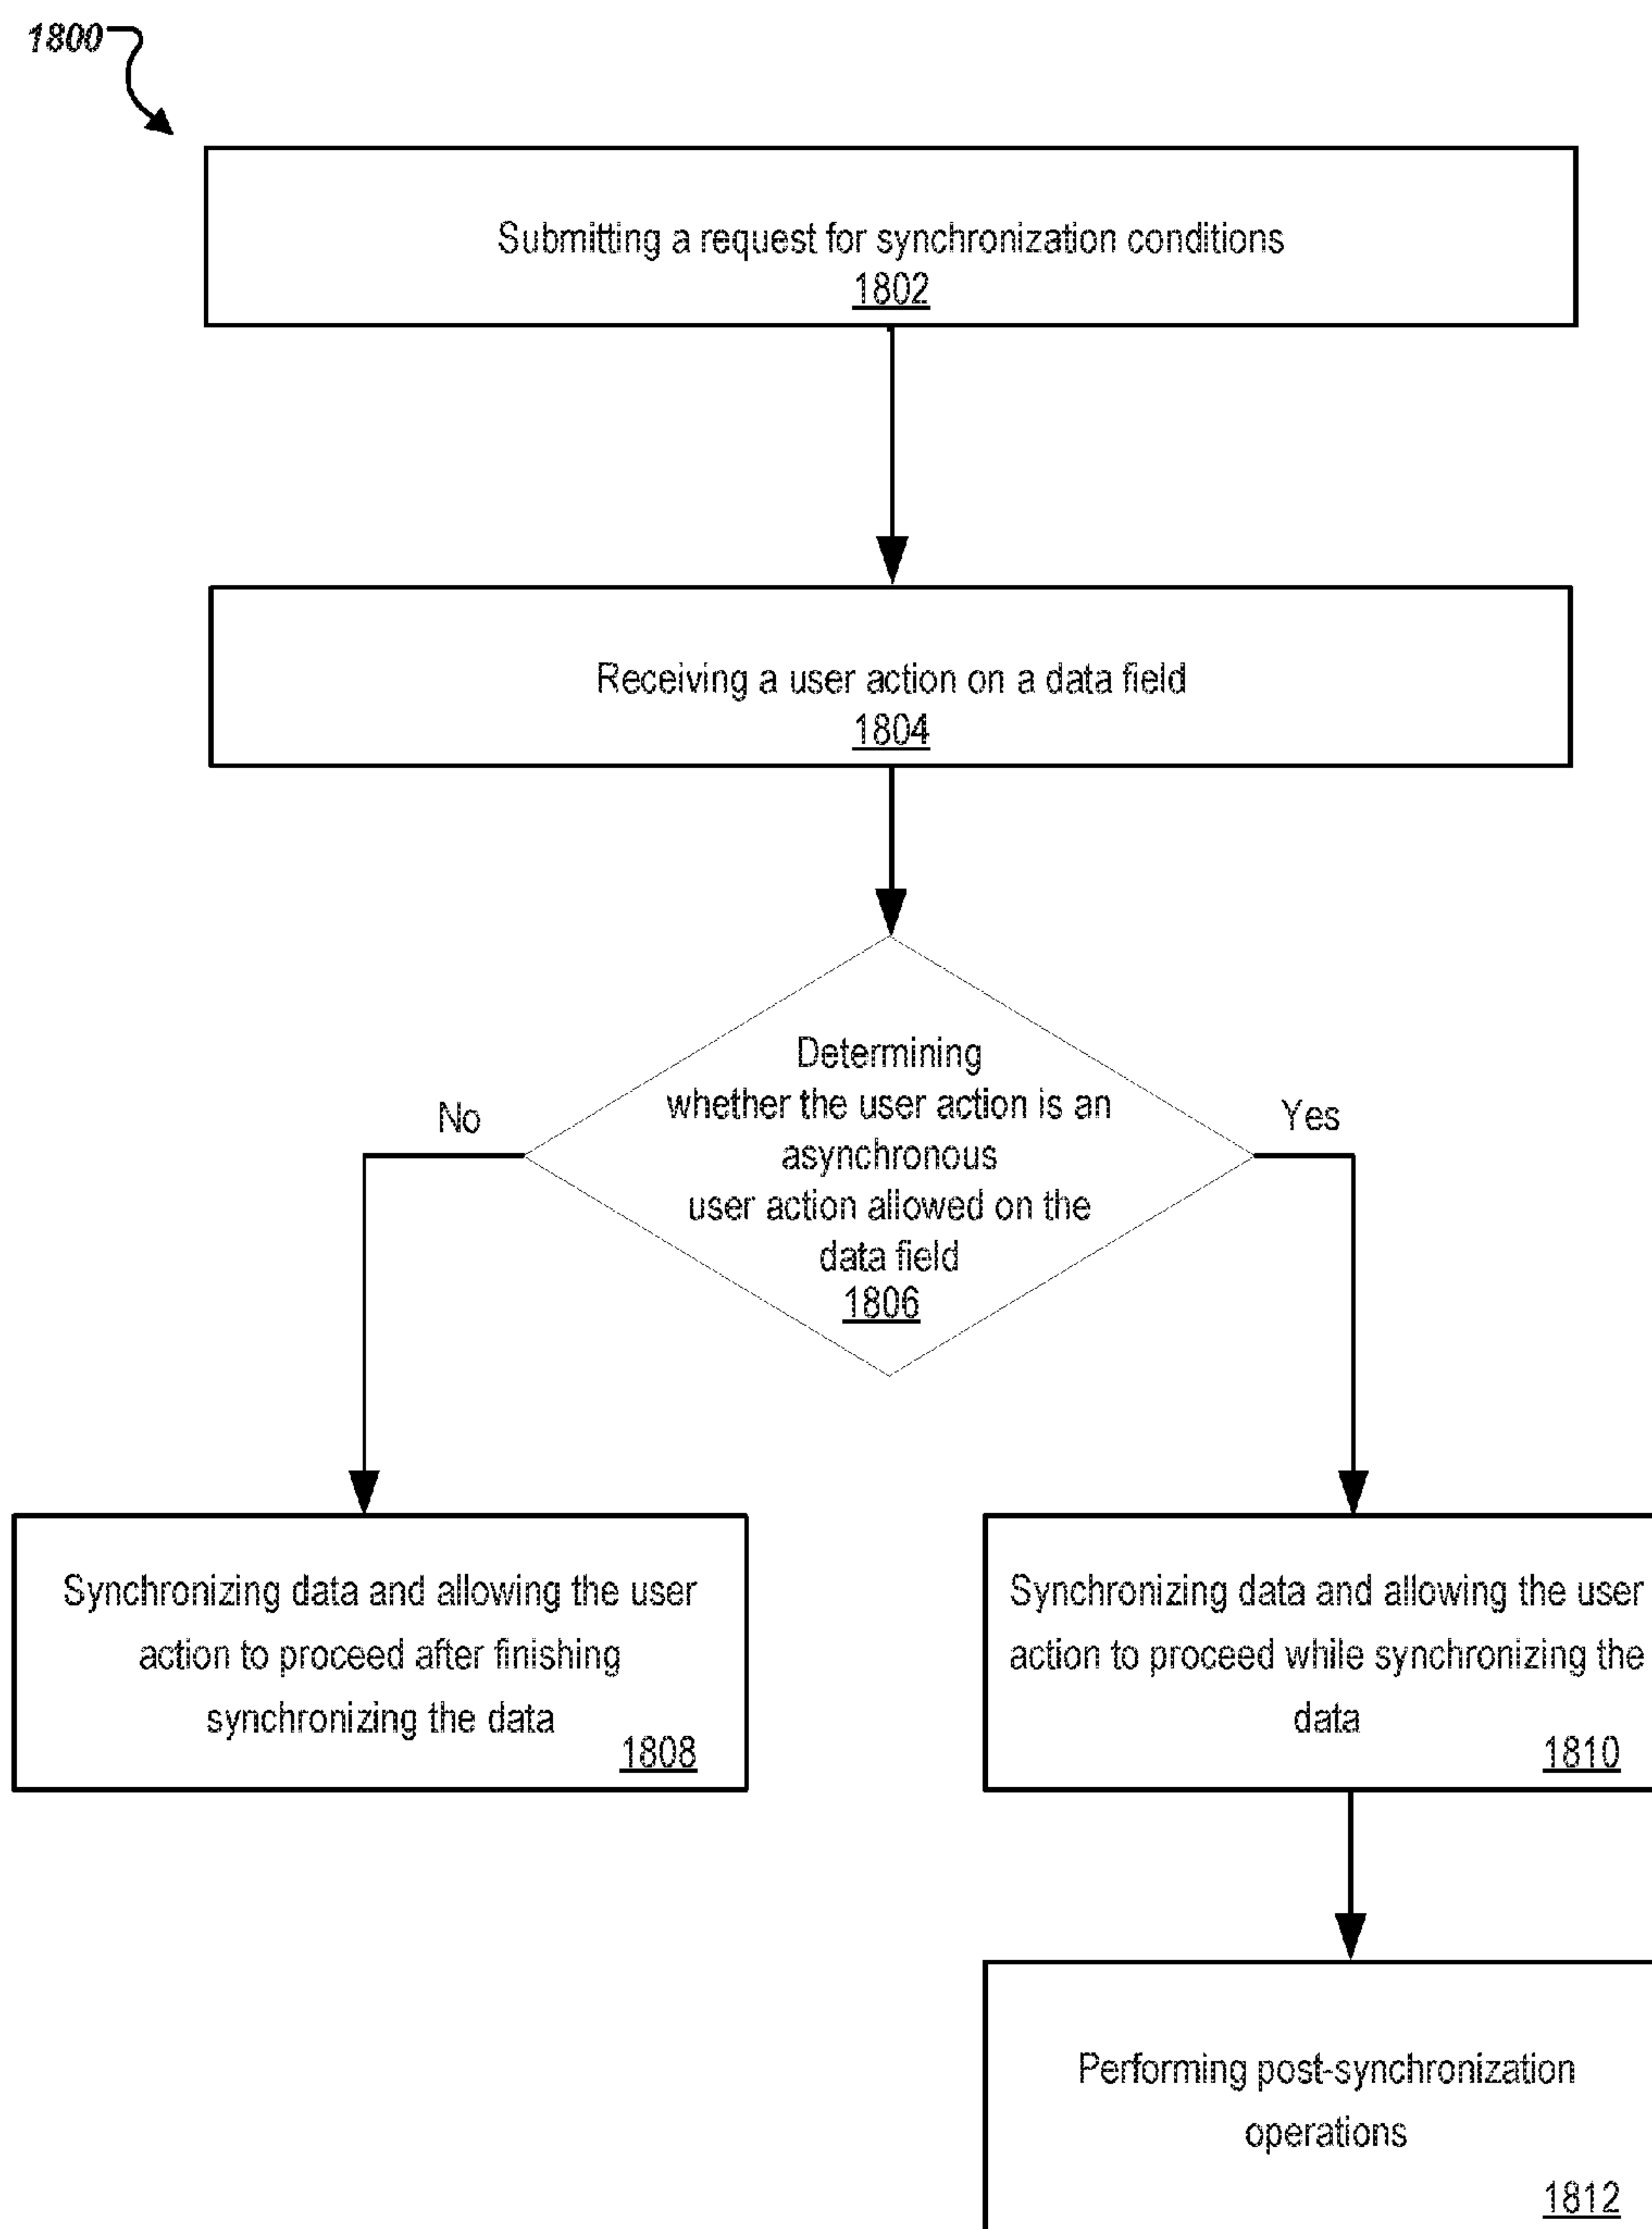 1800
Submitting a request for synchronization conditions
1802
Receiving a user action on a data field
1804
Determining
whether the user action is an
asynchronous
user action allowed on the
data field
1806
No
Yes
Synchronizing data and allowing the user
action to proceed after finishing
synchronizing the data
1808
Synchronizing data and allowing the user
action to proceed while synchronizing the
data
1810
Performing post-synchronization
operations
1812